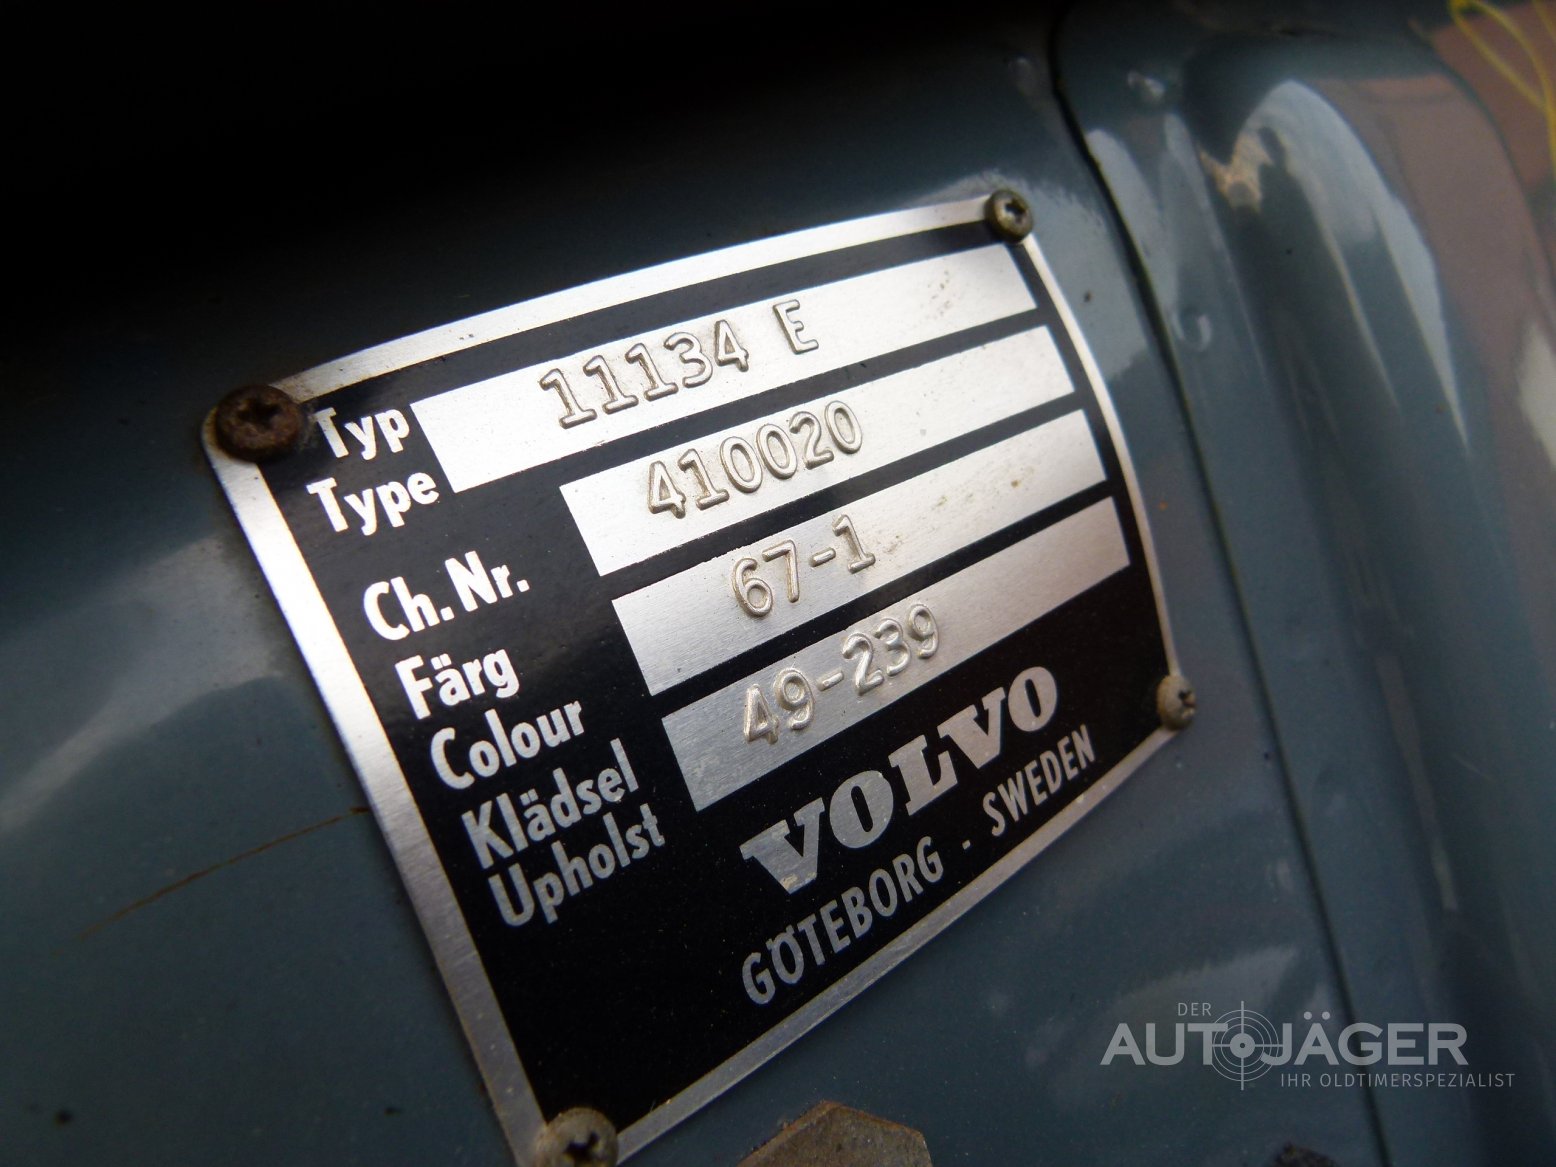 Typ
Type
11134 E
Ch. Nr.
410020
Färg
Colour
67-1
Klädsel
Upholst
49-239
VOLVO
GÖTEBORG - SWEDEN
DER
AUTOJÄGER
IHR OLDTIMERSPEZIALIST